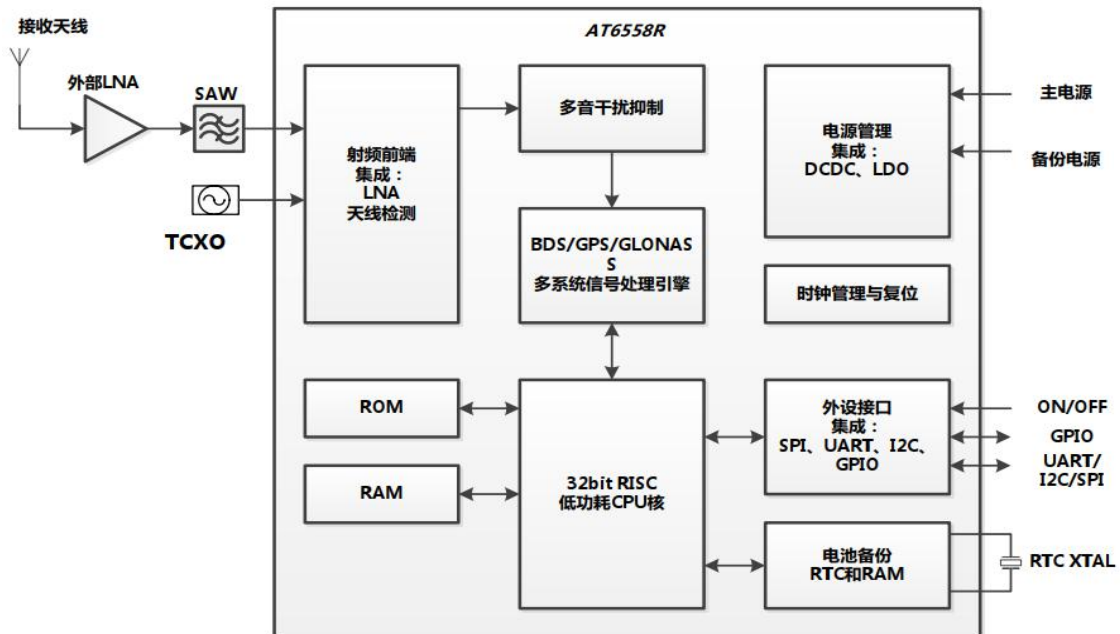 接收天线
外部LNA
SAW
TCXO
AT6558R
射频前端
集成：
LNA
天线检测
多音干扰抑制
BDS/GPS/GLONAS
S
多系统信号处理引擎
电源管理
集成：
DCDC、LDO
主电源
备份电源
时钟管理与复位
ROM
RAM
32bit RISC
低功耗CPU核
外设接口
集成：
SPI、UART、I2C、
GPIO
ON/OFF
GPIO
UART/
I2C/SPI
电池备份
RTC和RAM
RTC XTAL